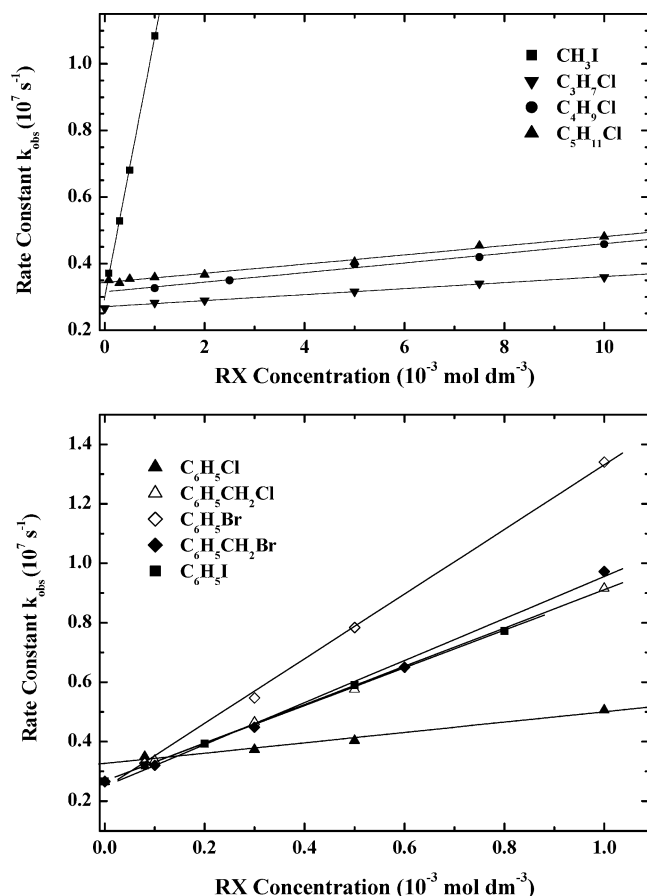 Rate Constant k_obs (10^7 s^-1)
1.0
0.8
0.6
0.4
0.2
CH₃I
C₃H₇Cl
C₄H₉Cl
C₅H₁₁Cl
0 2 4 6 8 10
RX Concentration (10⁻³ mol dm⁻³)
Rate Constant k_obs (10^7 s^-1)
1.4
1.2
1.0
0.8
0.6
0.4
0.2
C₆H₅Cl
C₆H₅CH₂Cl
C₆H₅Br
C₆H₅CH₂Br
C₆H₅I
0.0 0.2 0.4 0.6 0.8 1.0
RX Concentration (10⁻³ mol dm⁻³)